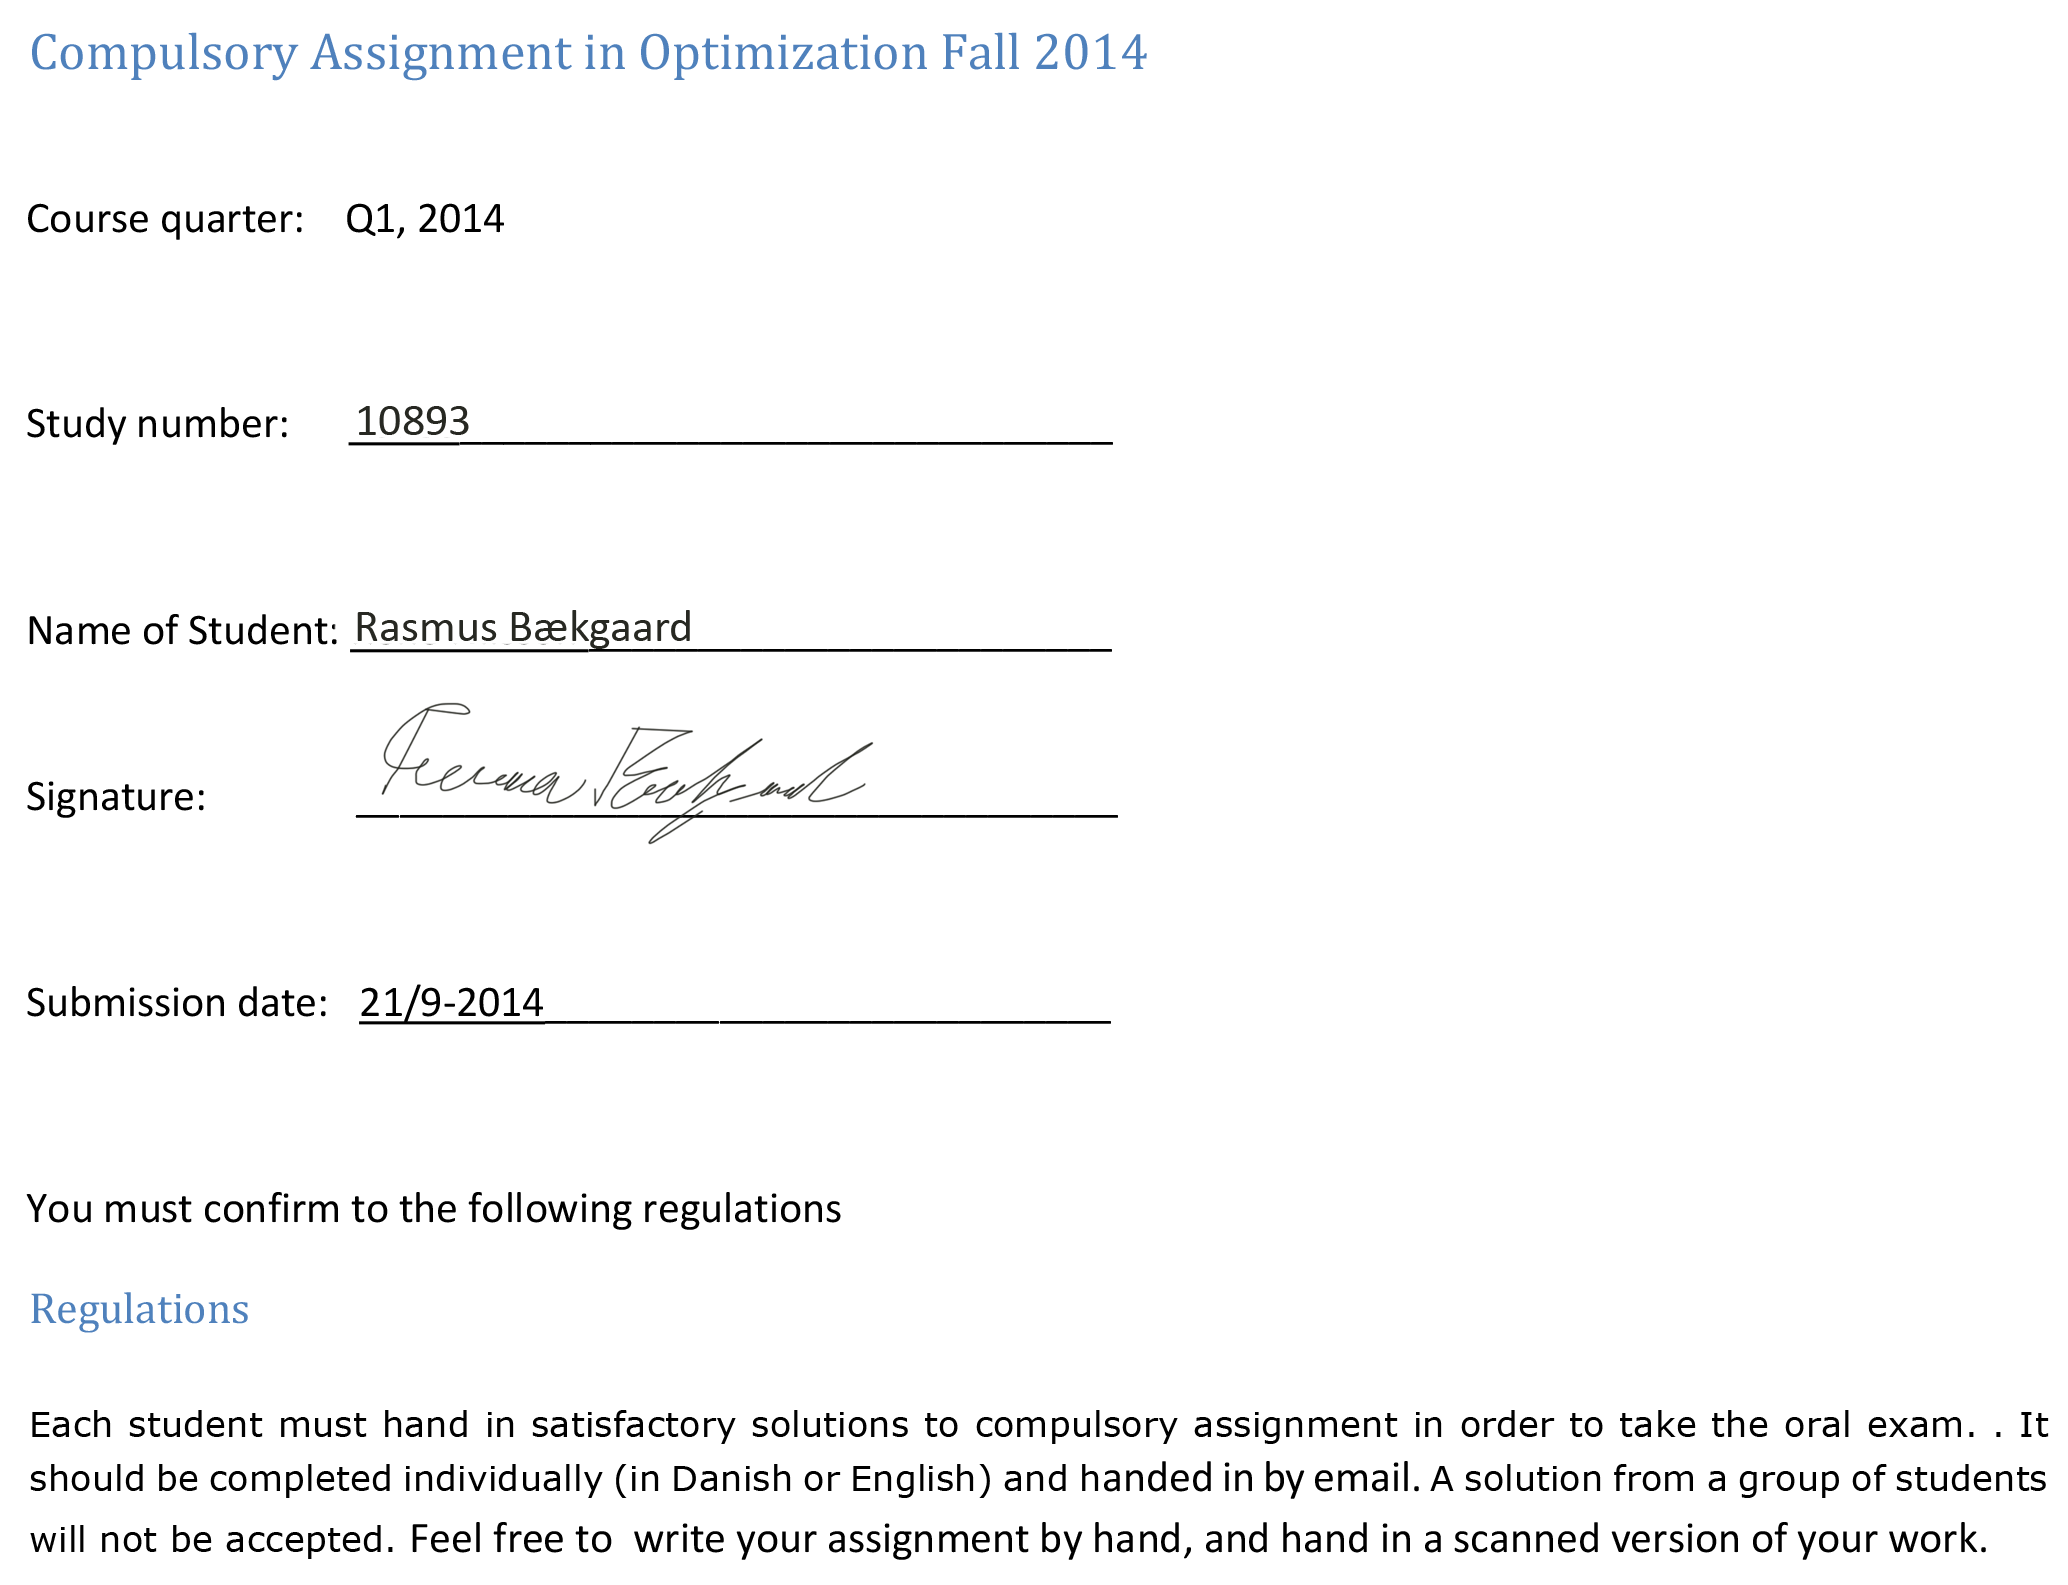 Compulsory Assignment in Optimization Fall 2014
Course quarter: Q1, 2014
Study number: 10893
Name of Student: Rasmus Bækgaard
Signature:
Submission date: 21/9-2014
You must confirm to the following regulations
Regulations
Each student must hand in satisfactory solutions to compulsory assignment in order to take the oral exam. . It
should be completed individually (in Danish or English) and handed in by email. A solution from a group of students
will not be accepted. Feel free to write your assignment by hand, and hand in a scanned version of your work.